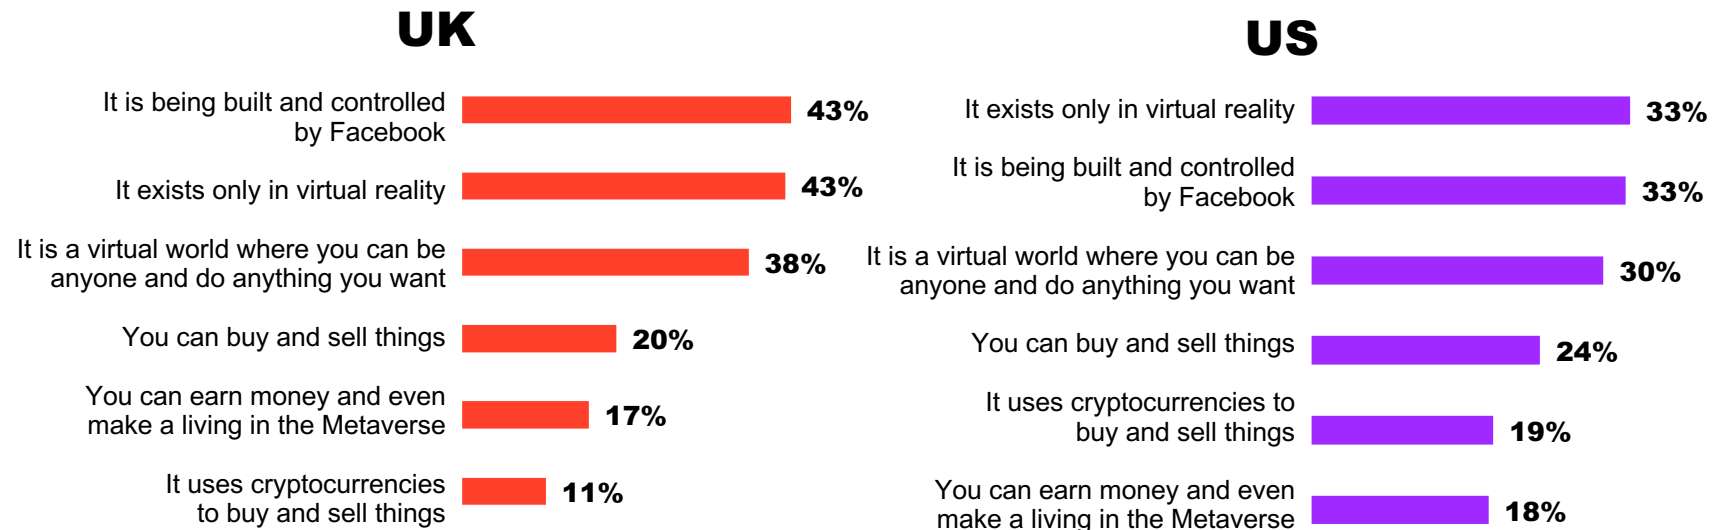 UK
It is being built and controlled
by Facebook
43%
It exists only in virtual reality
43%
It is a virtual world where you can be
anyone and do anything you want
38%
You can buy and sell things
20%
You can earn money and even
make a living in the Metaverse
17%
It uses cryptocurrencies
to buy and sell things
11%
US
It exists only in virtual reality
33%
It is being built and controlled
by Facebook
33%
It is a virtual world where you can be
anyone and do anything you want
30%
You can buy and sell things
24%
It uses cryptocurrencies to
buy and sell things
19%
You can earn money and even
make a living in the Metaverse
18%